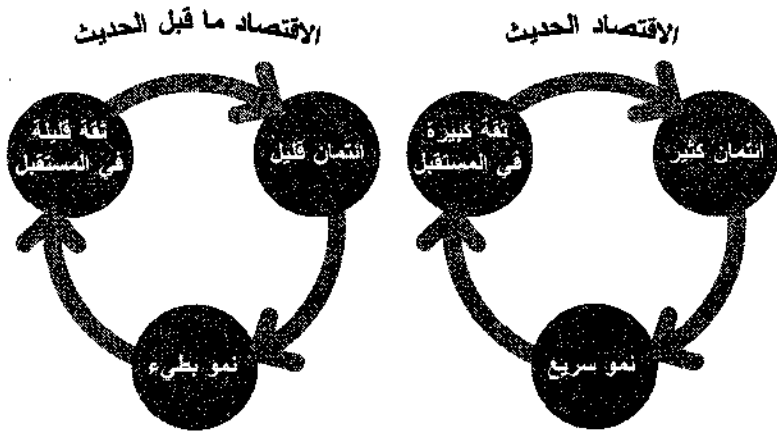 الاقتصاد الحديث
ثقة كبيرة
في المستقبل
ائتمان كثير
نمو سريع
الاقتصاد ما قبل الحديث
ثقة قليلة
في المستقبل
ائتمان قليل
نمو بطيء